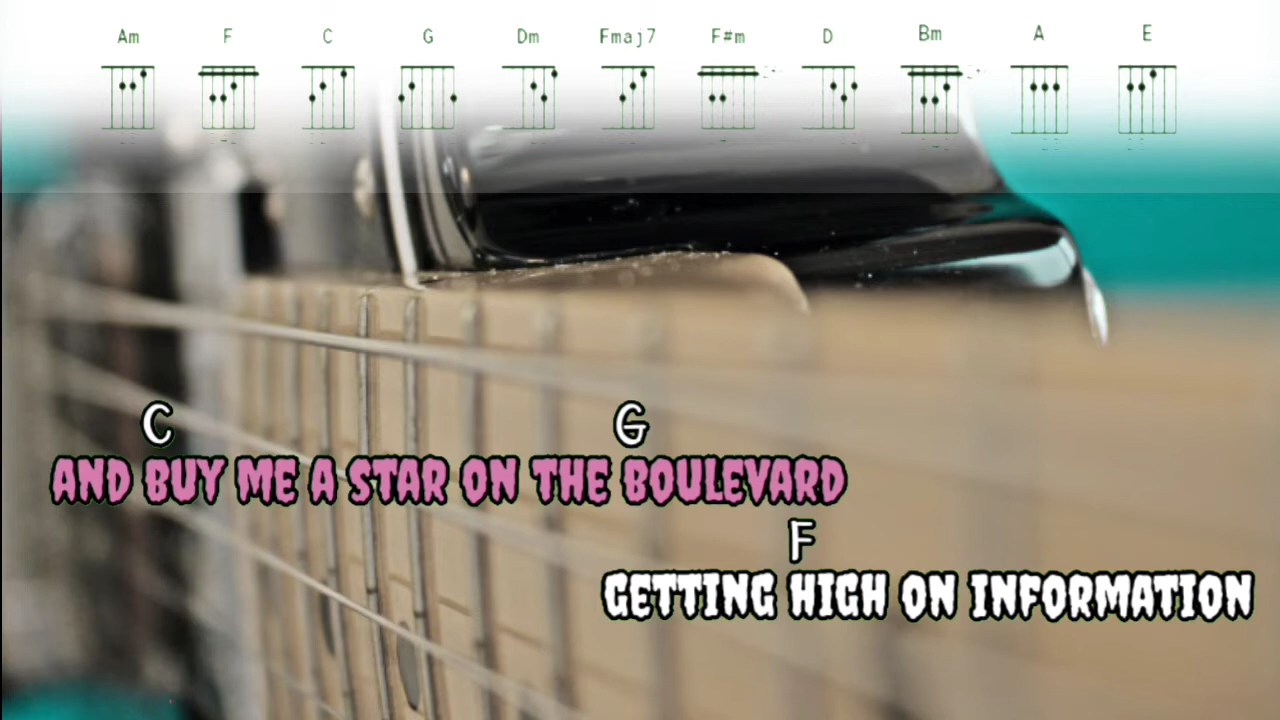 Am F C G Dm Fmaj7 F#m D Bm A E
C G
AND BUY ME A STAR ON THE BOULEVARD
F
GETTING HIGH ON INFORMATION